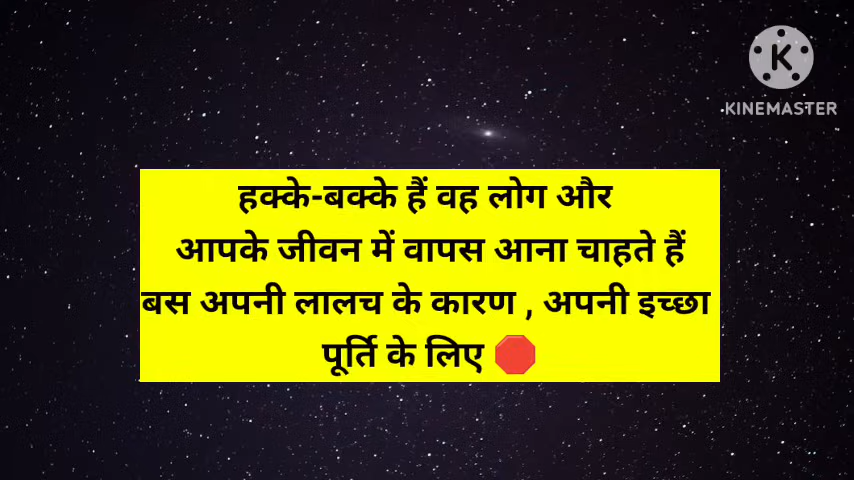 KINEMASTER
हक्के-बक्के हैं वह लोग और
आपके जीवन में वापस आना चाहते हैं
बस अपनी लालच के कारण , अपनी इच्छा
पूर्ति के लिए 🛑